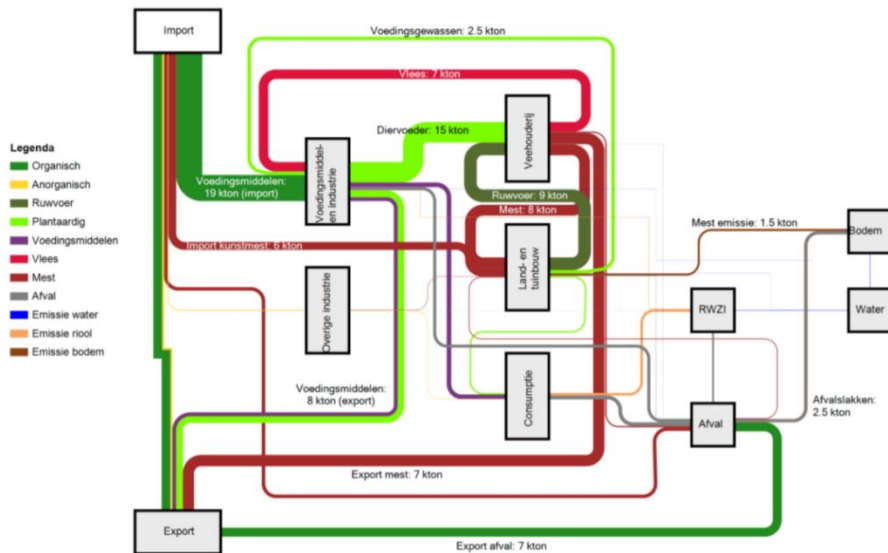 Import
Voedingsgewassen: 2.5 kton
Vlees: 7 kton
Diervoeder: 15 kton
Veehouderij
Legenda
Organisch
Anorganisch
Ruwvoer
Plantaardig
Voedingsmiddelen
Vlees
Mest
Afval
Emissie water
Emissie riool
Emissie bodem
Voedingsmiddelen:
19 kton (import)
Voedingsmiddel-
en industrie
Ruwvoer: 9 kton
Mest: 8 kton
Import kunstmest: 6 kton
Land- en
tuinbouw
Mest emissie: 1.5 kton
Bodem
Overige industrie
RWZI
Water
Voedingsmiddelen:
8 kton (export)
Consumptie
Afval
Afvalslakken:
2.5 kton
Export mest: 7 kton
Export
Export afval: 7 kton